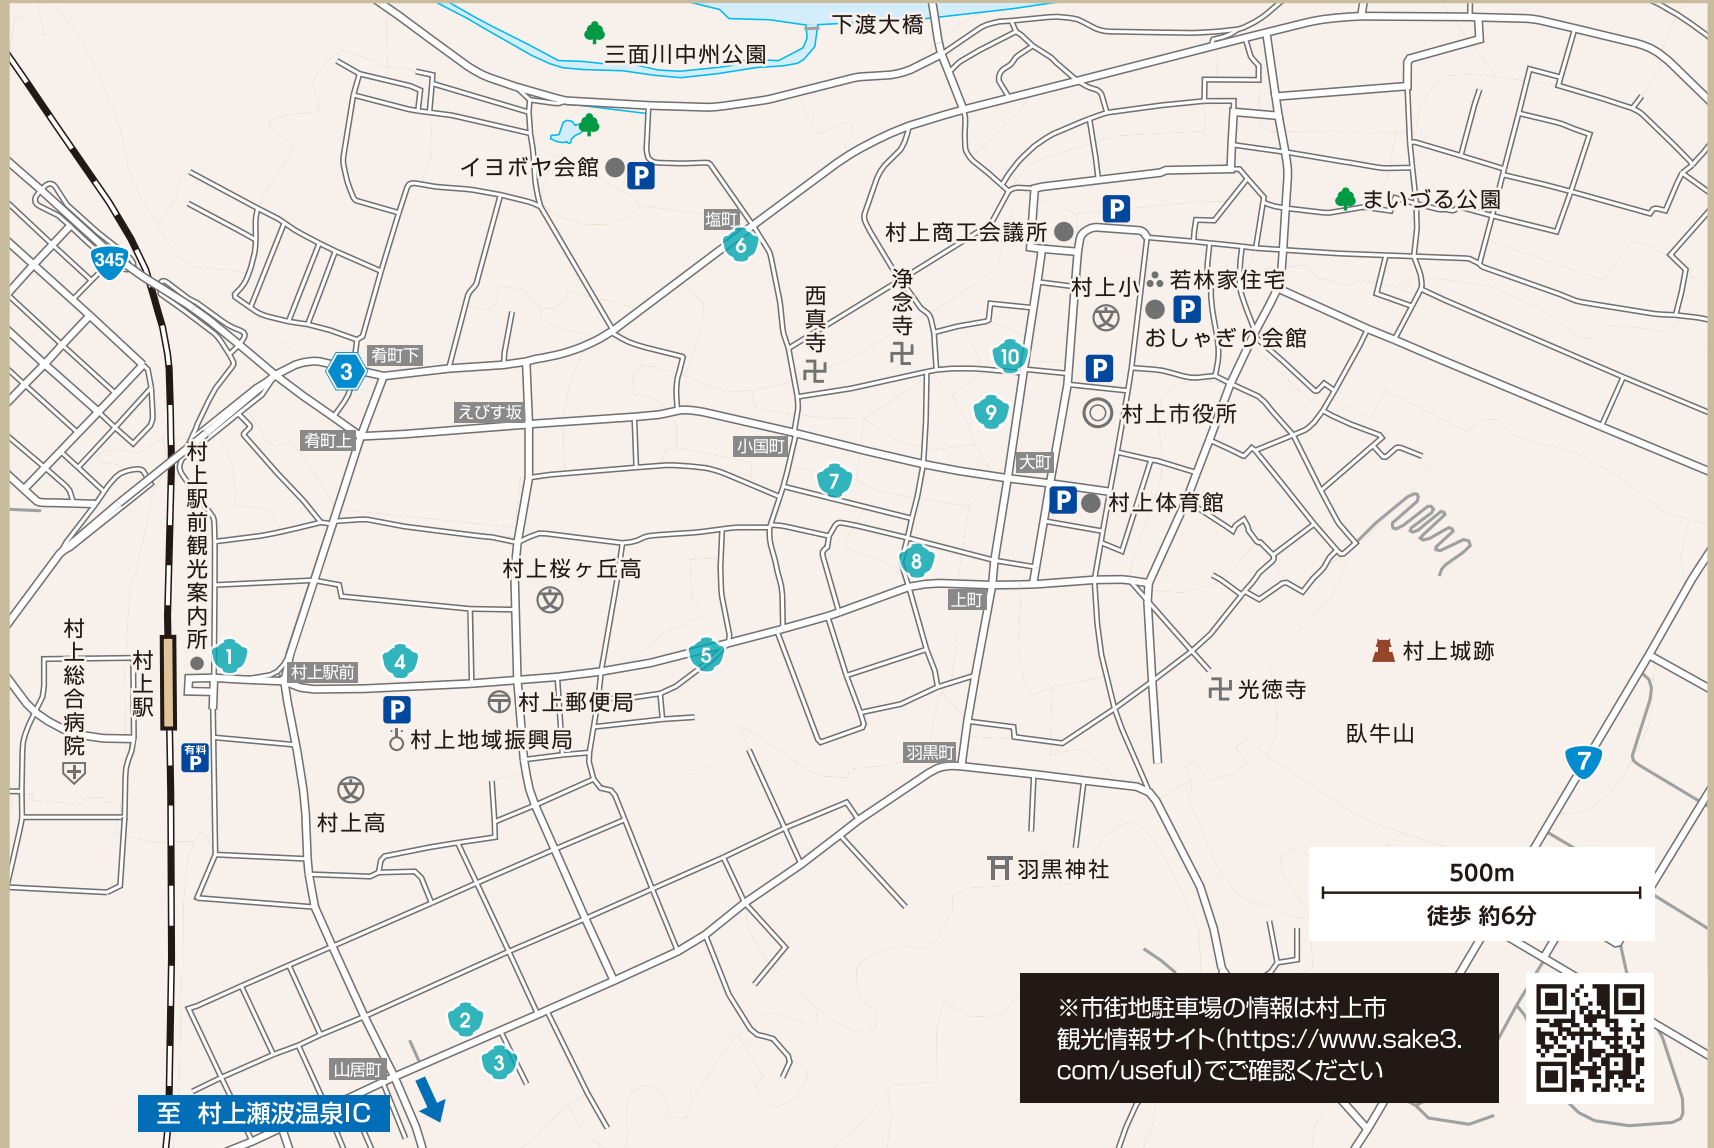 下渡大橋
三面川中州公園
イヨボヤ会館
P
塩町
6
345
村上商工会議所
P
まいづる公園
村上小
文
若林家住宅
P
おしゃぎり会館
浄念寺
西真寺
肴町下
3
10
P
えびす坂
9
村上市役所
肴町上
小国町
大町
7
P
村上体育館
村上駅前観光案内所
8
村上桜ヶ丘高
文
上町
村上総合病院
村上駅
1
村上駅前
4
5
村上城跡
光徳寺
P
村上郵便局
臥牛山
村上地域振興局
羽黒町
有料
P
7
文
村上高
羽黒神社
500m
徒歩 約6分
2
3
山居町
至 村上瀬波温泉IC
※市街地駐車場の情報は村上市
観光情報サイト(https://www.sake3.
com/useful)でご確認ください